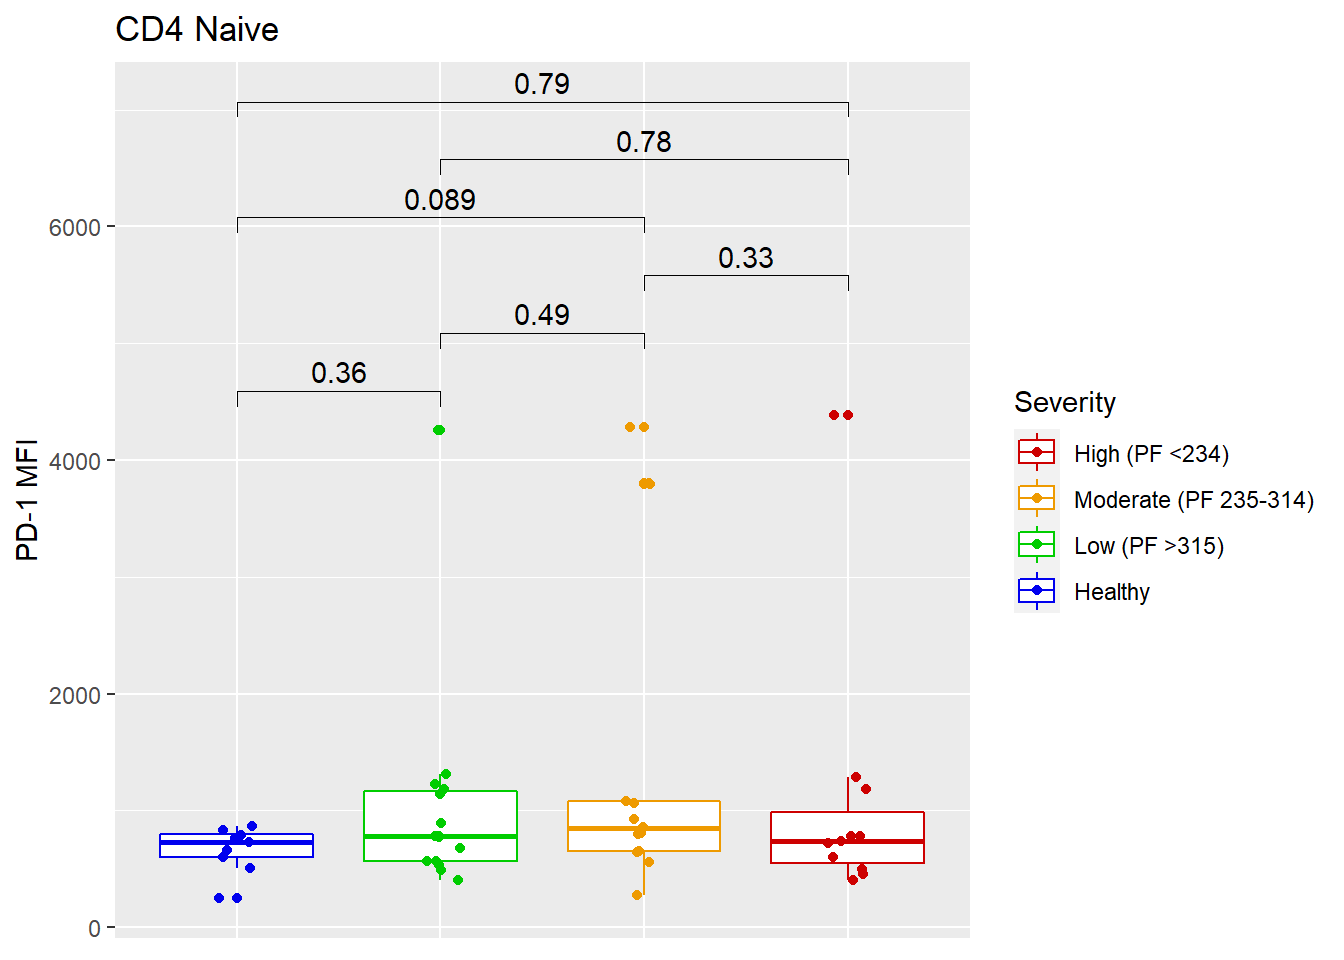 CD4 Naive
0.79
0.78
0.089
0.33
0.49
0.36
6000
4000
2000
0
PD-1 MFI
Severity
High (PF <234)
Moderate (PF 235-314)
Low (PF >315)
Healthy